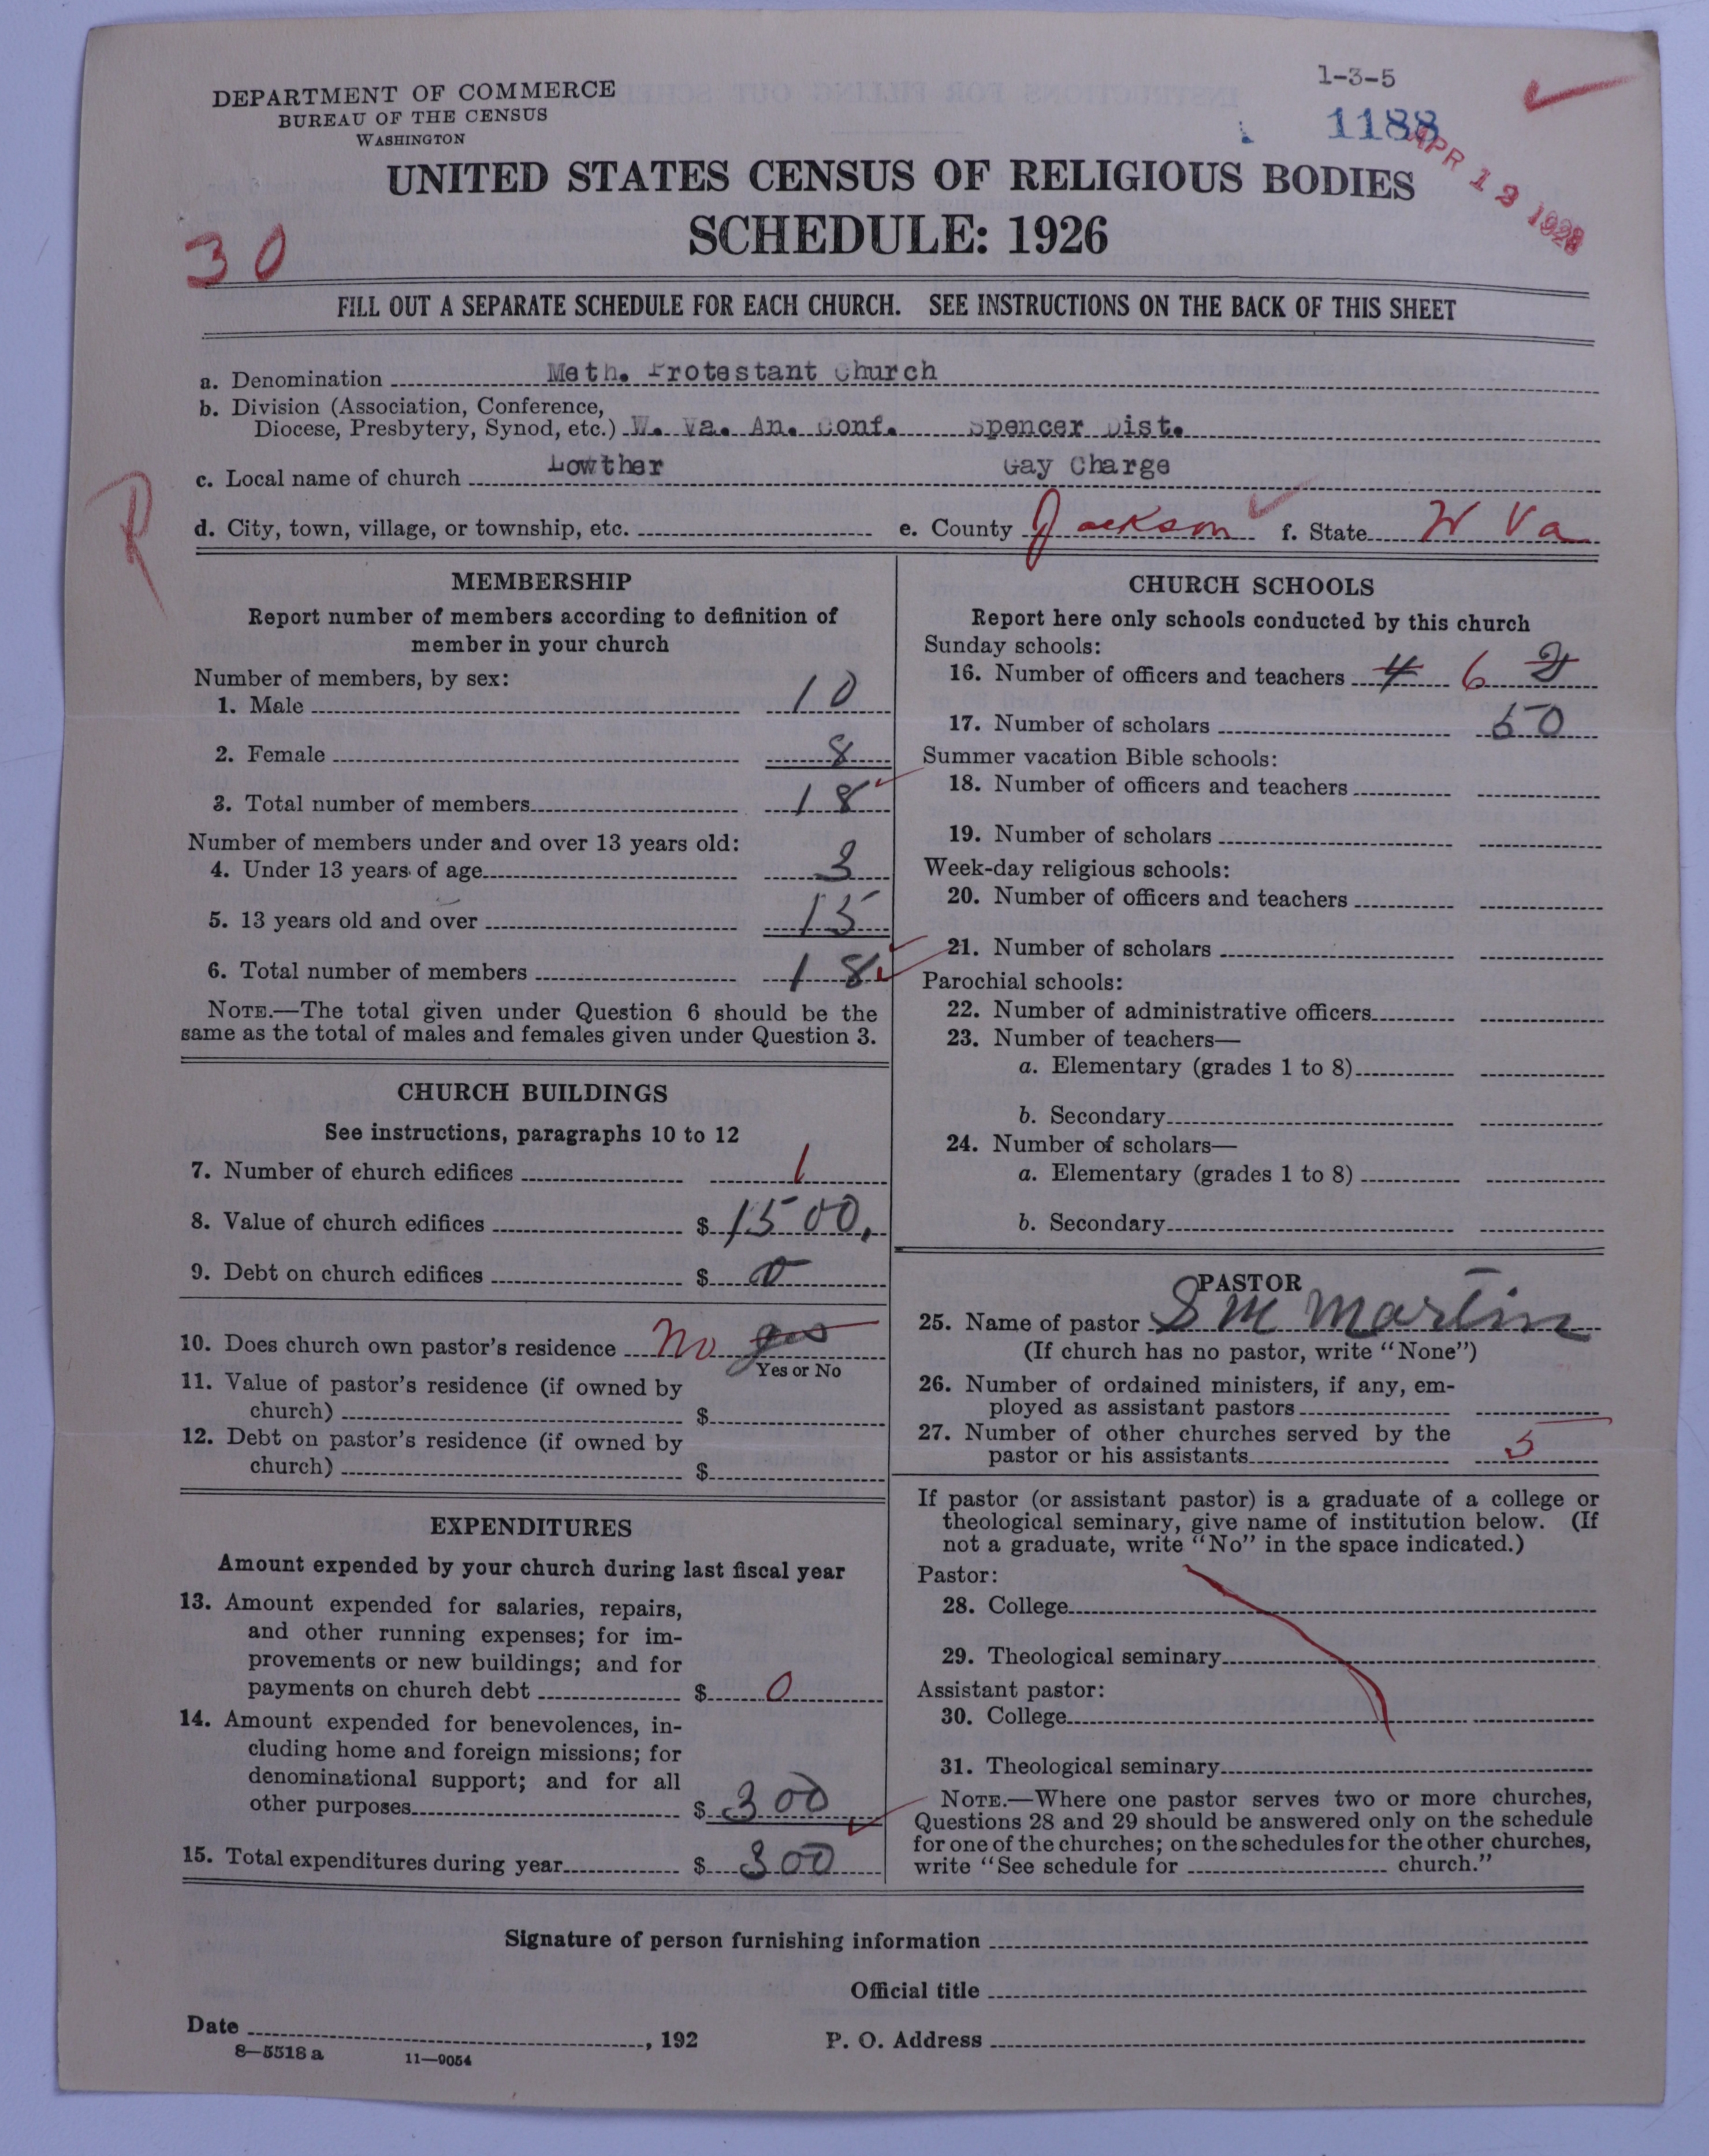 1-3-5
DEPARTMENT OF COMMERCE
BUREAU OF THE CENSUS
WASHINGTON
1188
APR 12 1928
UNITED STATES CENSUS OF RELIGIOUS BODIES
SCHEDULE: 1926
30
FILL OUT A SEPARATE SCHEDULE FOR EACH CHURCH. SEE INSTRUCTIONS ON THE BACK OF THIS SHEET
a. Denomination Meth. Protestant Church
b. Division (Association, Conference,
Diocese, Presbytery, Synod, etc.) W. Va. An. Conf. Spencer Dist.
c. Local name of church Lowther Gay Charge
R
d. City, town, village, or township, etc. e. County Jackson f. State W Va
MEMBERSHIP
Report number of members according to definition of
member in your church
Number of members, by sex:
1. Male 10
2. Female 8
3. Total number of members 18
Number of members under and over 13 years old:
4. Under 13 years of age 3
5. 13 years old and over 15
6. Total number of members 18
NOTE.—The total given under Question 6 should be the
same as the total of males and females given under Question 3.
CHURCH BUILDINGS
See instructions, paragraphs 10 to 12
7. Number of church edifices 1
8. Value of church edifices $ 1500.
9. Debt on church edifices $ 0
10. Does church own pastor's residence No yes
Yes or No
11. Value of pastor's residence (if owned by
church) $
12. Debt on pastor's residence (if owned by
church) $
EXPENDITURES
Amount expended by your church during last fiscal year
13. Amount expended for salaries, repairs,
and other running expenses; for im-
provements or new buildings; and for
payments on church debt $ 0
14. Amount expended for benevolences, in-
cluding home and foreign missions; for
denominational support; and for all
other purposes $ 300
15. Total expenditures during year $ 300
CHURCH SCHOOLS
Report here only schools conducted by this church
Sunday schools:
16. Number of officers and teachers 4 6 2
17. Number of scholars 50
Summer vacation Bible schools:
18. Number of officers and teachers
19. Number of scholars
Week-day religious schools:
20. Number of officers and teachers
21. Number of scholars
Parochial schools:
22. Number of administrative officers
23. Number of teachers—
a. Elementary (grades 1 to 8)
b. Secondary
24. Number of scholars—
a. Elementary (grades 1 to 8)
b. Secondary
PASTOR
25. Name of pastor S M Martin
(If church has no pastor, write "None")
26. Number of ordained ministers, if any, em-
ployed as assistant pastors
27. Number of other churches served by the
pastor or his assistants 5
If pastor (or assistant pastor) is a graduate of a college or
theological seminary, give name of institution below. (If
not a graduate, write "No" in the space indicated.)
Pastor:
28. College
29. Theological seminary
Assistant pastor:
30. College
31. Theological seminary
NOTE.—Where one pastor serves two or more churches,
Questions 28 and 29 should be answered only on the schedule
for one of the churches; on the schedules for the other churches,
write "See schedule for church."
Signature of person furnishing information
Official title
Date , 192 P. O. Address
8—5518 a 11—9054